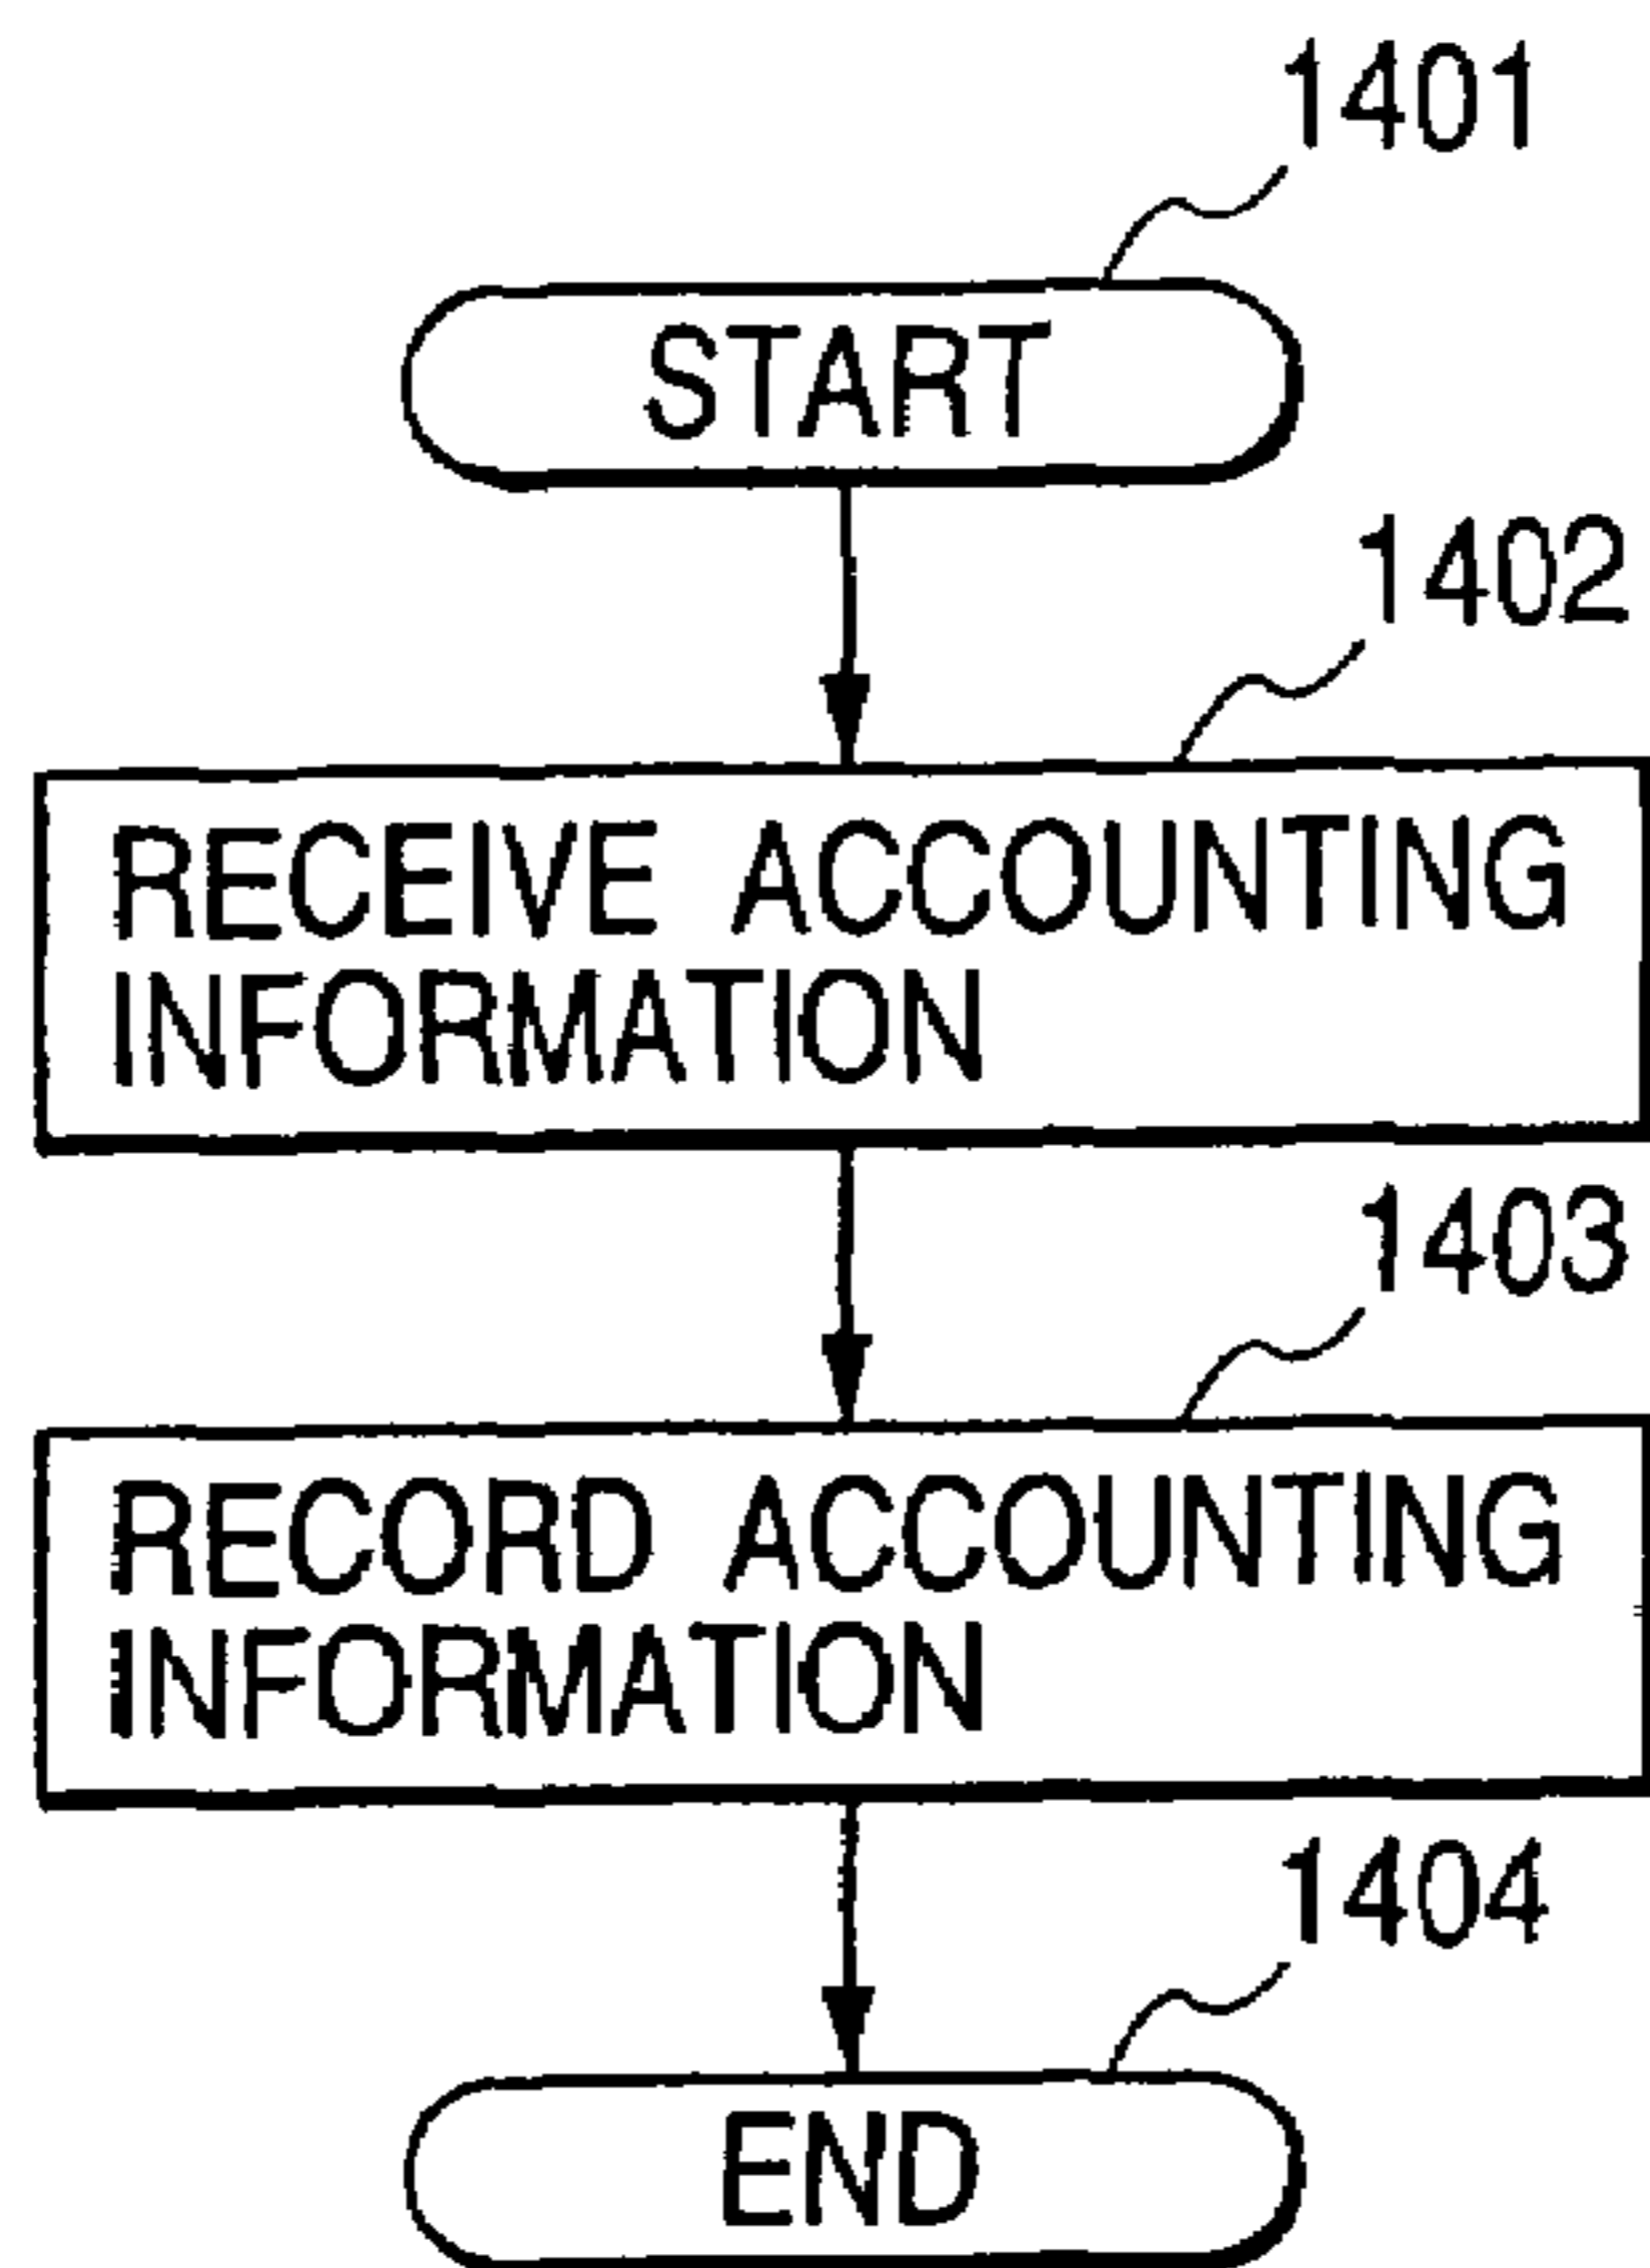 1401
START
1402
RECEIVE ACCOUNTING
INFORMATION
1403
RECORD ACCOUNTING
INFORMATION
1404
END